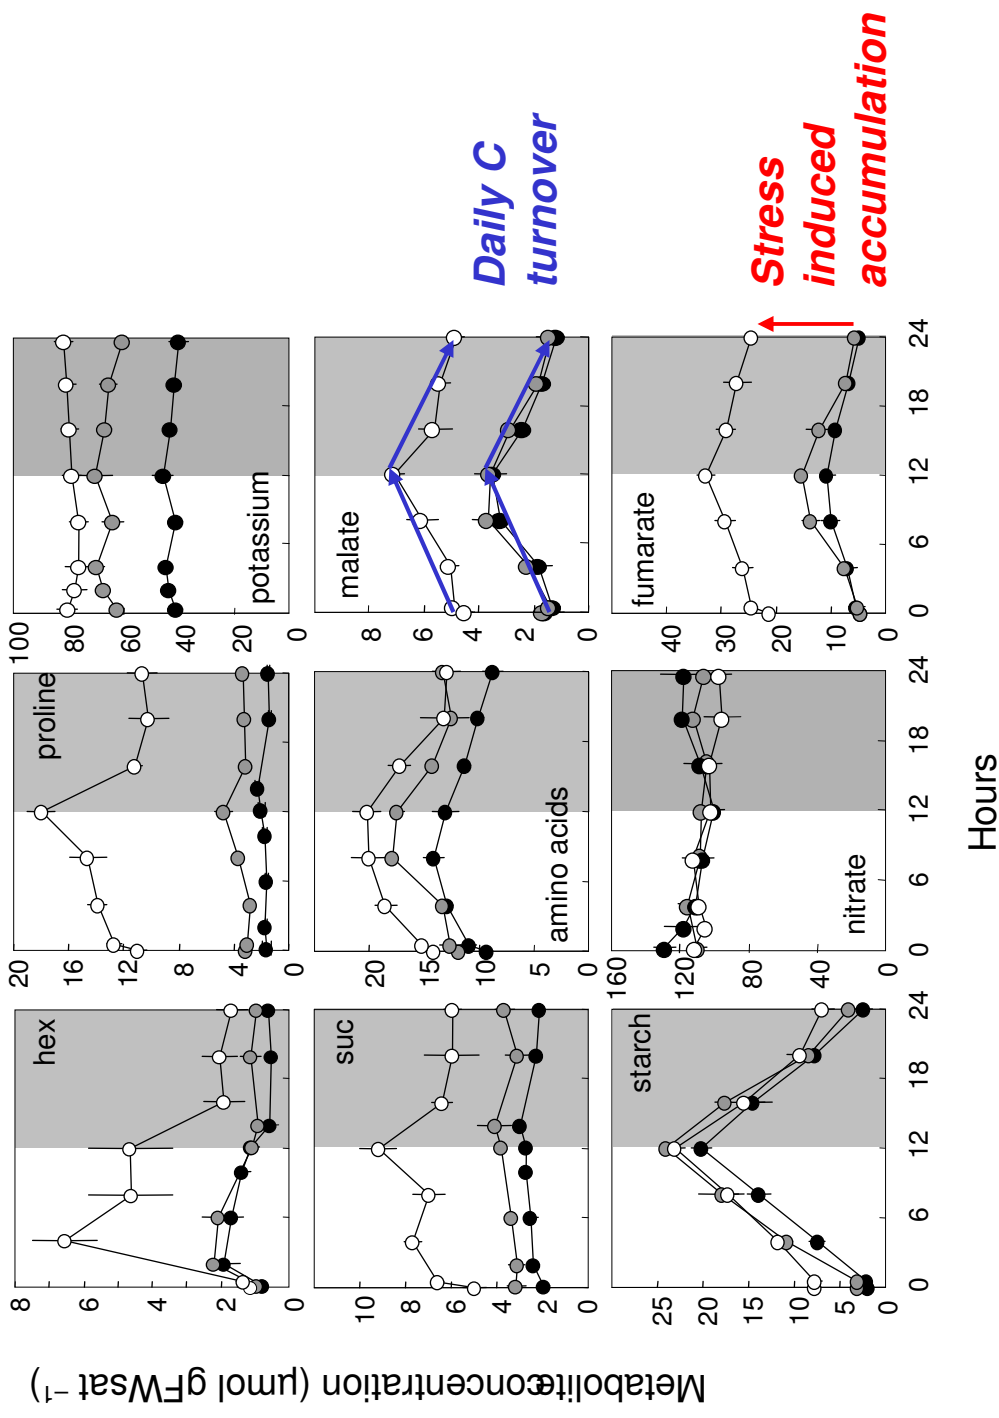 Metabolite concentration (µmol gFWsat⁻¹)
8
6
4
2
0
hex
20
16
12
8
4
0
proline
100
80
60
40
20
0
potassium
10
8
6
4
2
0
suc
20
15
10
5
0
amino acids
8
6
4
2
0
malate
Daily C
turnover
25
20
15
10
5
0
starch
0 6 12 18 24
160
120
80
40
0
nitrate
0 6 12 18 24
40
30
20
10
0
fumarate
0 6 12 18 24
Stress
induced
accumulation
Hours